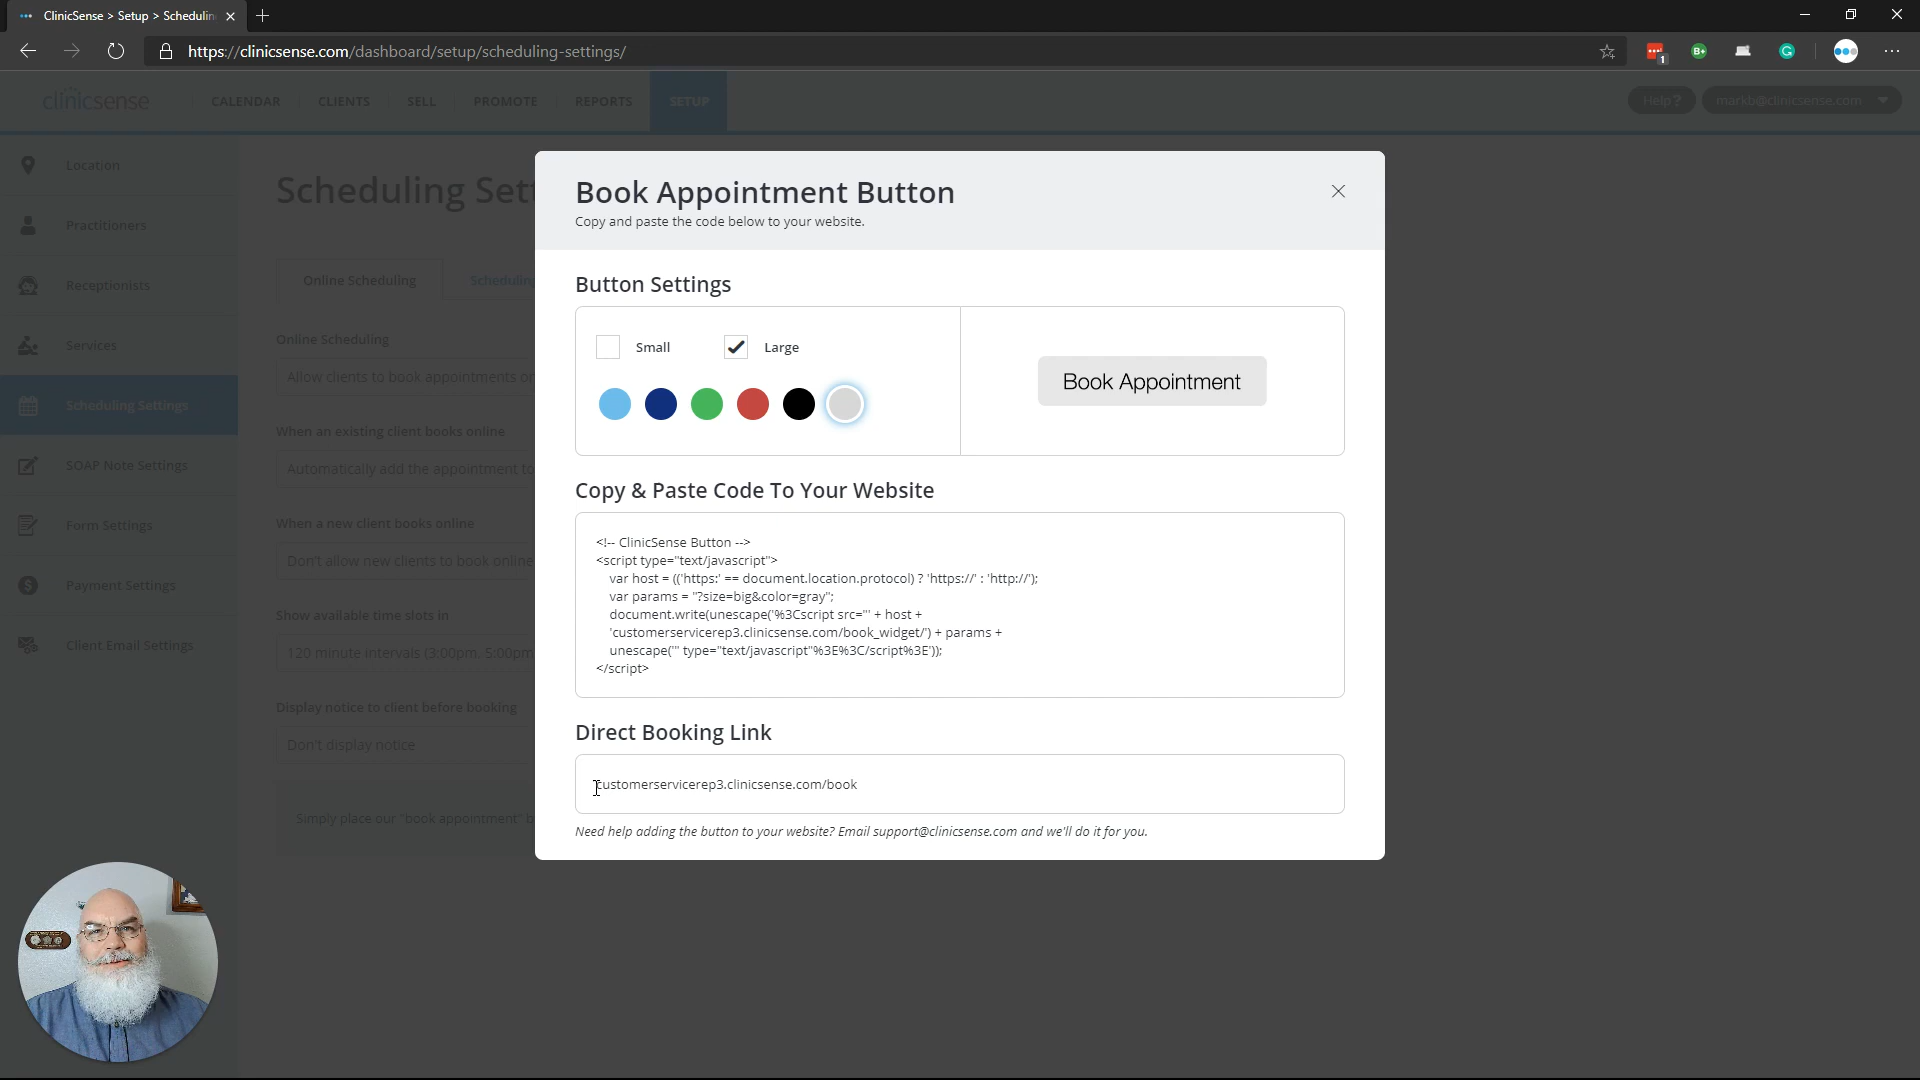 ClinicSense > Setup > Schedulin
https://clinicsense.com/dashboard/setup/scheduling-settings/
1
B+
G
clinicsense
CALENDAR
CLIENTS
SELL
PROMOTE
REPORTS
SETUP
Help ?
markb@clinicsense.com
Location
Practitioners
Receptionists
Services
Scheduling Settings
SOAP Note Settings
Form Settings
Payment Settings
Client Email Settings
Scheduling Set
Online Scheduling
Scheduling
Online Scheduling
Allow clients to book appointments on
When an existing client books online
Automatically add the appointment to
When a new client books online
Don't allow new clients to book online
Show available time slots in
120 minute intervals (3:00pm, 5:00pm
Display notice to client before booking
Don't display notice
Simply place our "book appointment" b
Book Appointment Button
Copy and paste the code below to your website.
Button Settings
Small
Large
Book Appointment
Copy & Paste Code To Your Website
<!-- ClinicSense Button -->
<script type="text/javascript">
var host = (('https:' == document.location.protocol) ? 'https://' : 'http://');
var params = "?size=big&color=gray";
document.write(unescape('%3Cscript src="' + host +
'customerservicerep3.clinicsense.com/book_widget/') + params +
unescape('" type="text/javascript"%3E%3C/script%3E'));
</script>
Direct Booking Link
customerservicerep3.clinicsense.com/book
Need help adding the button to your website? Email support@clinicsense.com and we'll do it for you.